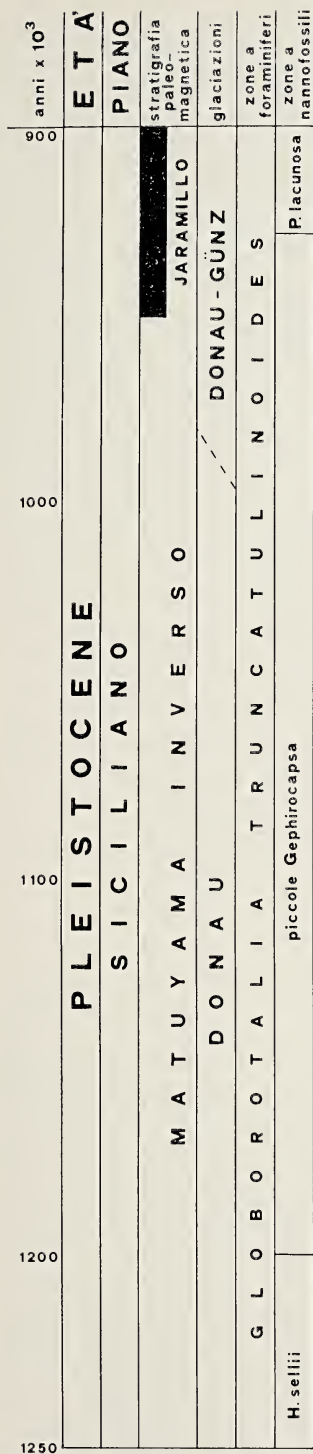 anni x 10³
ETA'
PIANO
stratigrafia
paleo-
magnetica
glaciazioni
zone a
foraminiferi
zone a
nannofossili
900
1000
1100
1200
1250
PLEISTOCENE
SICILIANO
JARAMILLO
MATUYAMA INVERSO
DONAU-GÜNZ
DONAU
GLOBOROTALIA TRUNCATULINOIDES
P. lacunosa
piccole Gephirocapsa
H. sellii